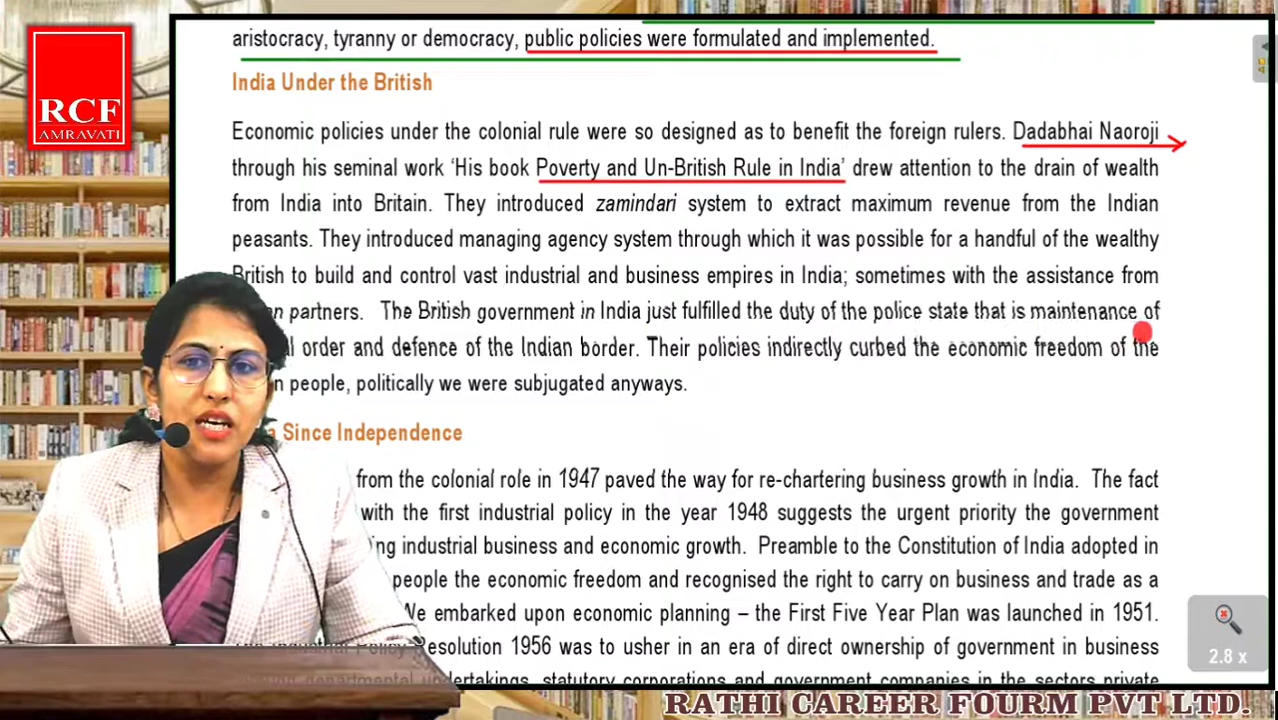 aristocracy, tyranny or democracy, public policies were formulated and implemented.
India Under the British
Economic policies under the colonial rule were so designed as to benefit the foreign rulers. Dadabhai Naoroji
through his seminal work ‘His book Poverty and Un-British Rule in India’ drew attention to the drain of wealth
from India into Britain. They introduced zamindari system to extract maximum revenue from the Indian
peasants. They introduced managing agency system through which it was possible for a handful of the wealthy
British to build and control vast industrial and business empires in India; sometimes with the assistance from
partners. The British government in India just fulfilled the duty of the police state that is maintenance of
order and defence of the Indian border. Their policies indirectly curbed the economic freedom of the
people, politically we were subjugated anyways.
Since Independence
from the colonial role in 1947 paved the way for re-chartering business growth in India. The fact
with the first industrial policy in the year 1948 suggests the urgent priority the government
industrial business and economic growth. Preamble to the Constitution of India adopted in
people the economic freedom and recognised the right to carry on business and trade as a
We embarked upon economic planning – the First Five Year Plan was launched in 1951.
Resolution 1956 was to usher in an era of direct ownership of government in business
departmental undertakings, statutory corporations and government companies in the sectors private
RCF
AMRAVATI
2.8 x
RATHI CAREER FOURM PVT LTD.